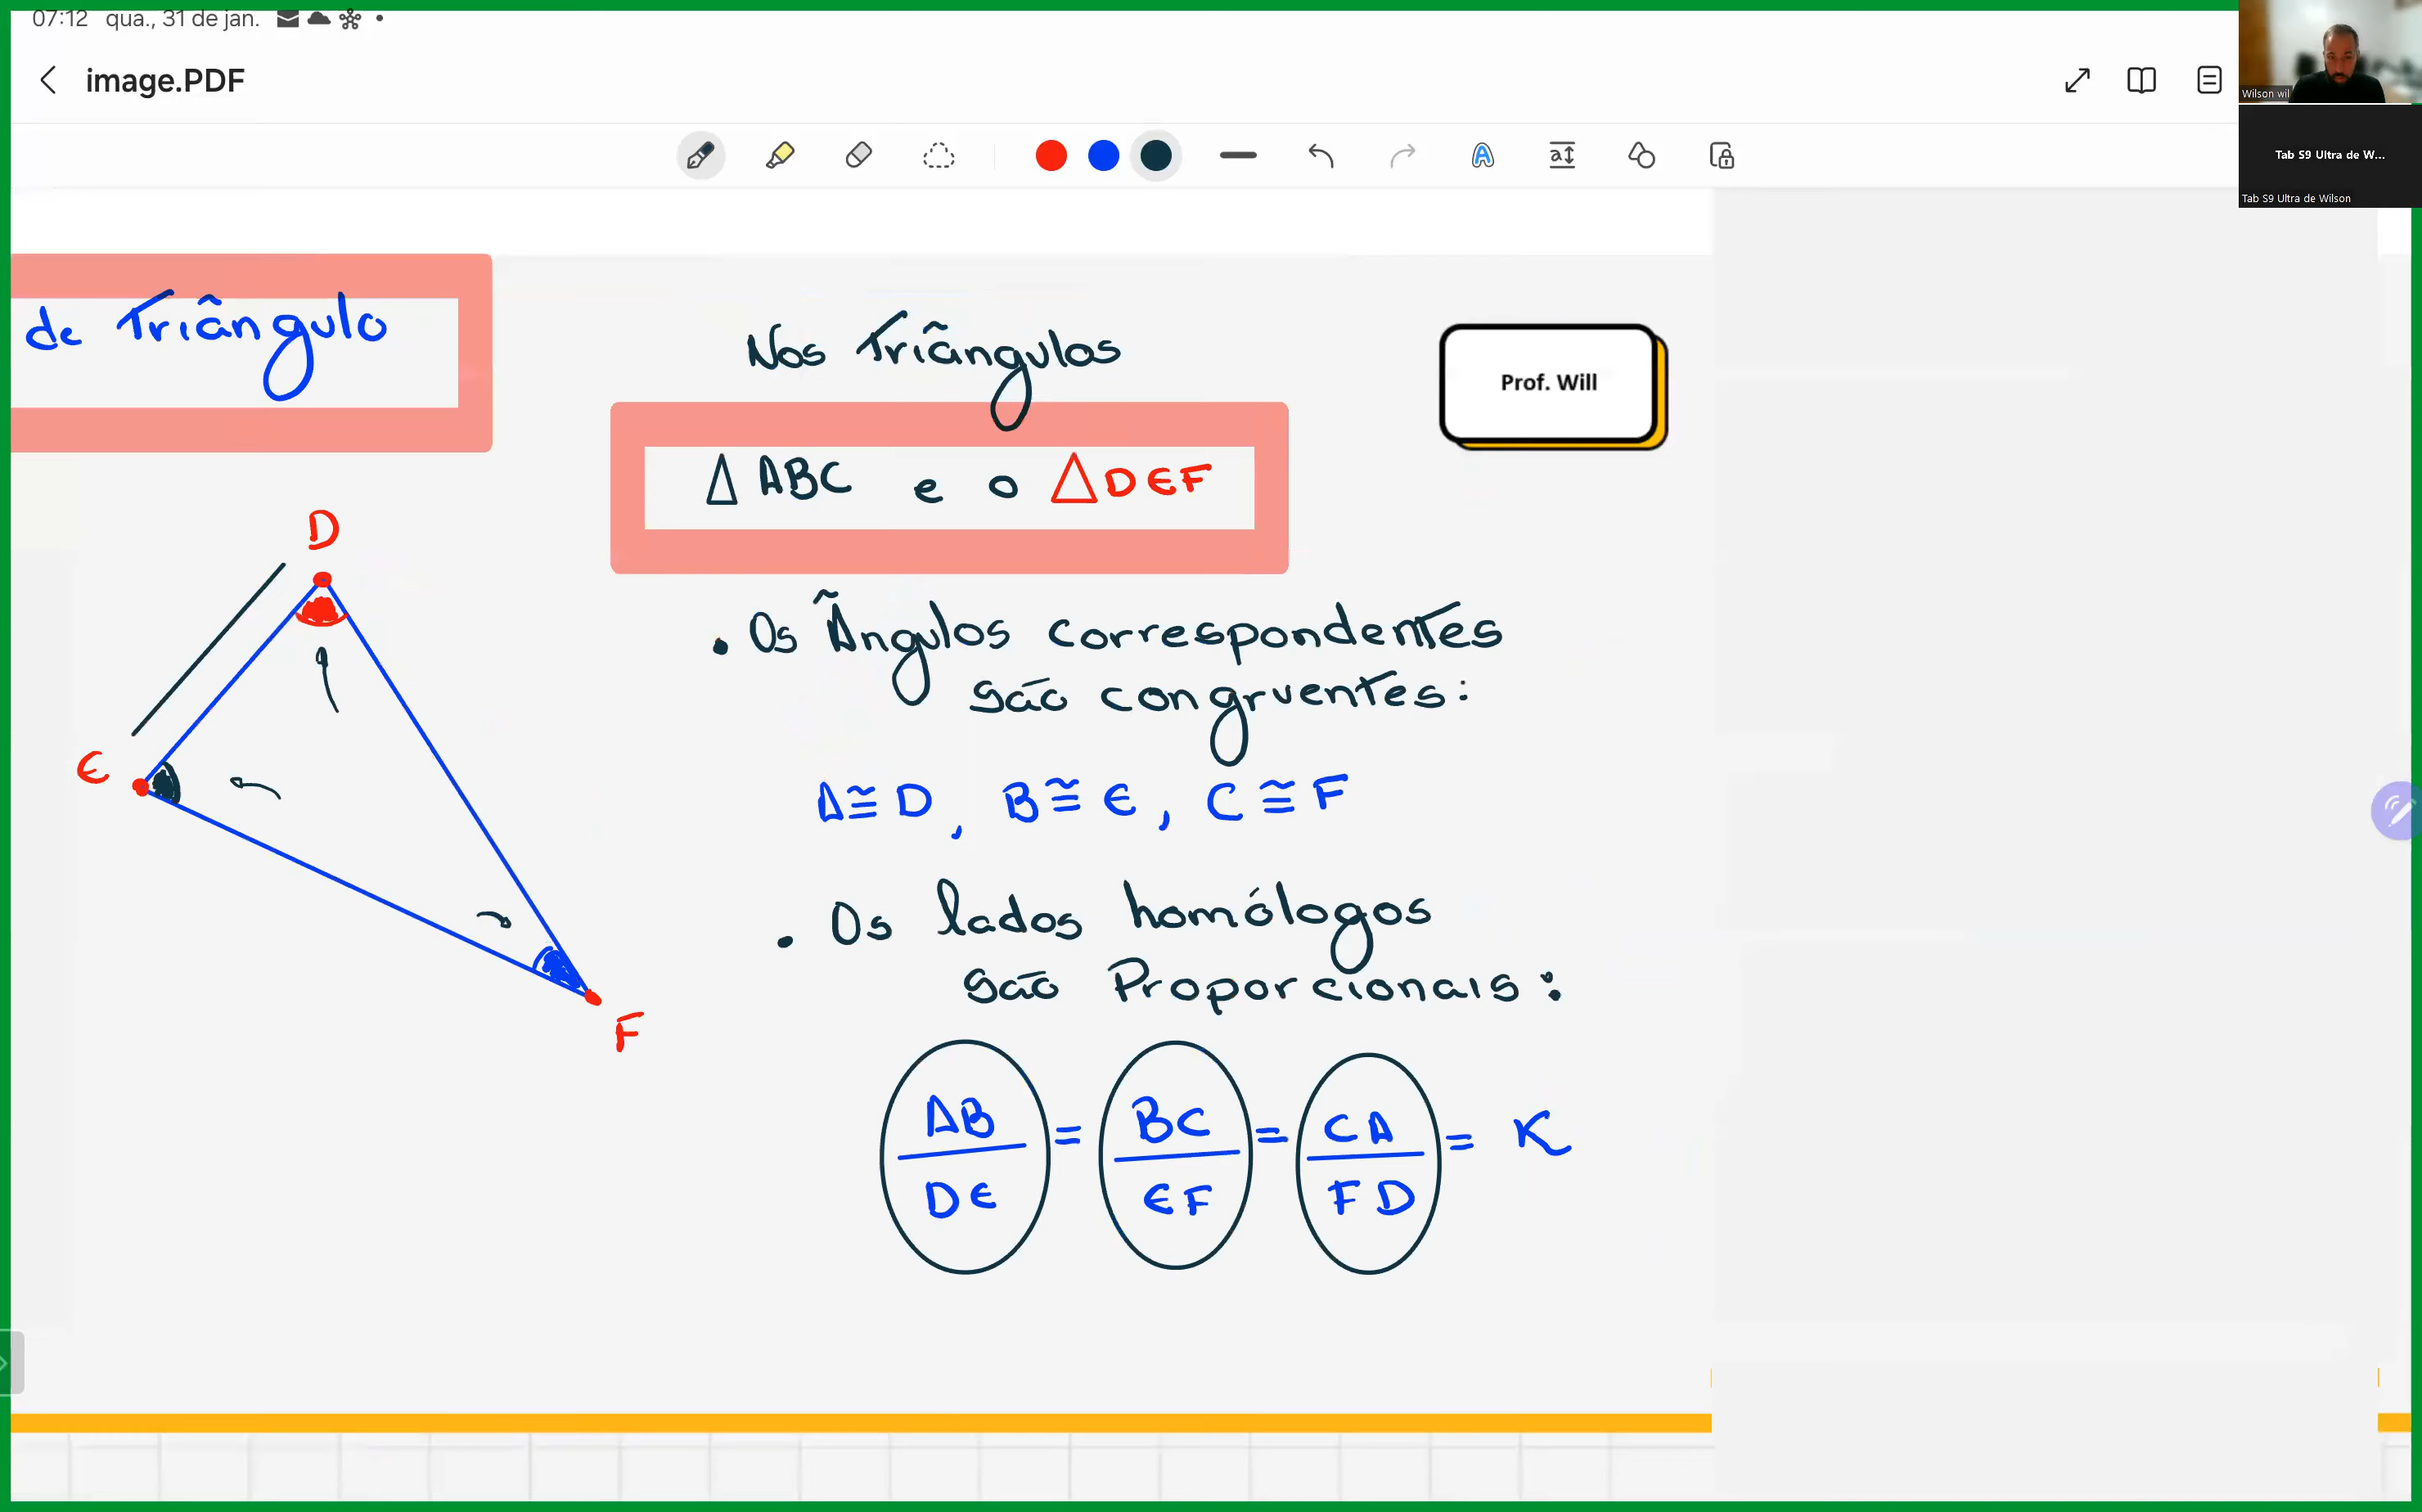 07:12 qua., 31 de jan.
image.PDF
Wilson wil
Tab S9 Ultra de W...
Tab S9 Ultra de Wilson
de Triângulo
Nos Triângulos
Prof. Will
Δ ABC e o Δ DEF
D
E
F
. Os Ãngulos correspondentes
são congruentes:
A ≅ D, B ≅ E, C ≅ F
. Os lados homólogos
são Proporcionais:
AB/DE = BC/EF = CA/FD = K